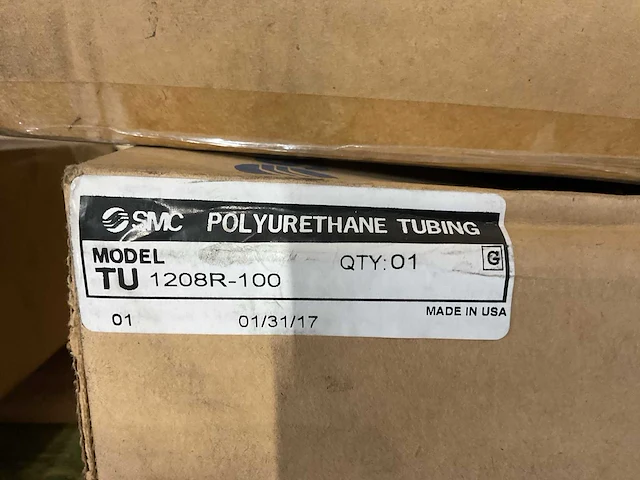 SMC POLYURETHANE TUBING
MODEL QTY:01 G
TU 1208R-100
01 01/31/17 MADE IN USA